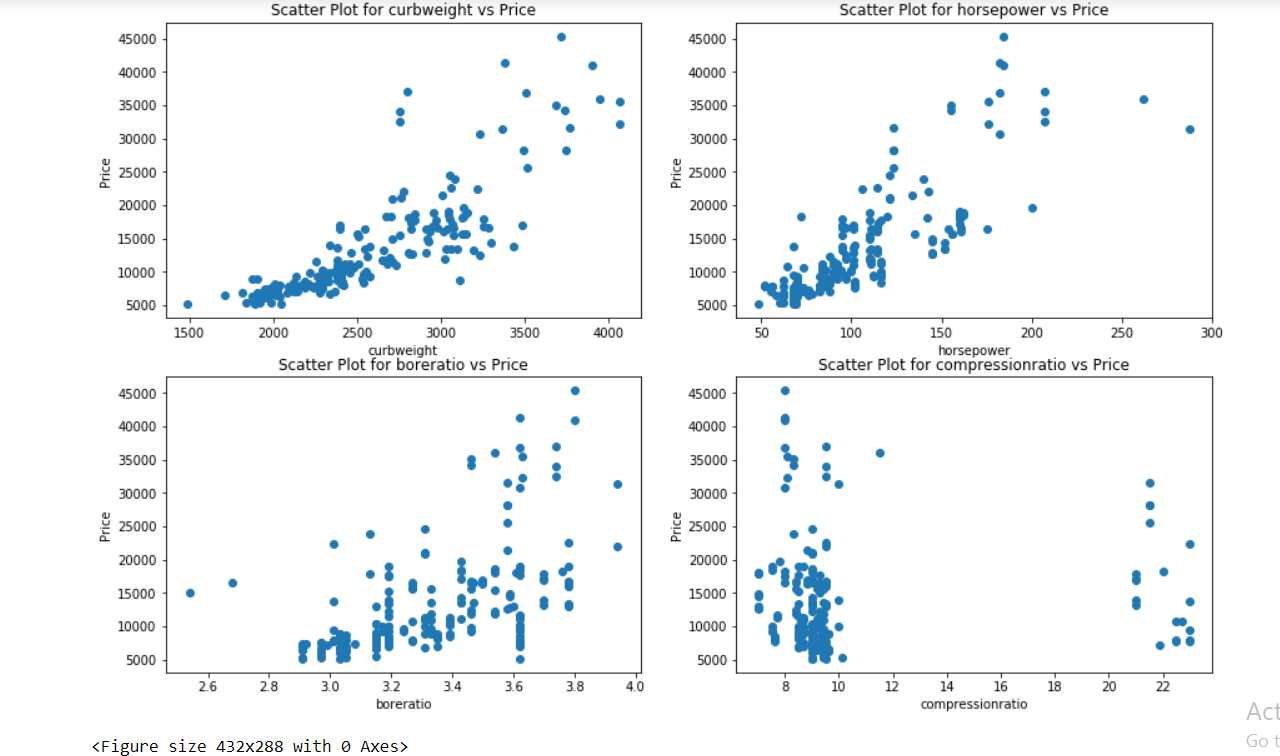 Scatter Plot for curbweight vs Price
45000
40000
35000
30000
25000
20000
15000
10000
5000
Price
1500 2000 2500 3000 3500 4000
curbweight
Scatter Plot for horsepower vs Price
45000
40000
35000
30000
25000
20000
15000
10000
5000
Price
50 100 150 200 250 300
horsepower
Scatter Plot for boreratio vs Price
45000
40000
35000
30000
25000
20000
15000
10000
5000
Price
2.6 2.8 3.0 3.2 3.4 3.6 3.8 4.0
boreratio
Scatter Plot for compressionratio vs Price
45000
40000
35000
30000
25000
20000
15000
10000
5000
Price
8 10 12 14 16 18 20 22
compressionratio
<Figure size 432x288 with 0 Axes>
Act
Go t